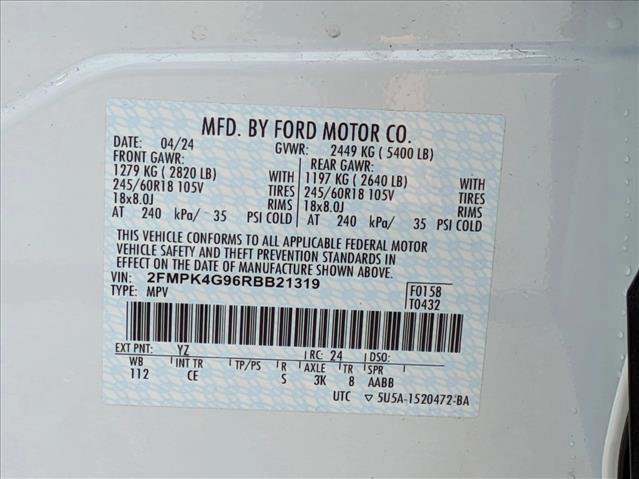 MFD. BY FORD MOTOR CO.
DATE: 04/24 GVWR: 2449 KG ( 5400 LB)
FRONT GAWR: REAR GAWR:
1279 KG ( 2820 LB) WITH 1197 KG ( 2640 LB) WITH
245/60R18 105V TIRES 245/60R18 105V TIRES
18x8.0J RIMS 18x8.0J RIMS
AT 240 kPa/ 35 PSI COLD AT 240 kPa/ 35 PSI COLD
THIS VEHICLE CONFORMS TO ALL APPLICABLE FEDERAL MOTOR
VEHICLE SAFETY AND THEFT PREVENTION STANDARDS IN
EFFECT ON THE DATE OF MANUFACTURE SHOWN ABOVE.
VIN: 2FMPK4G96RBB21319 F0158
TYPE: MPV T0432
EXT PNT: YZ RC: 24 DSO:
WB INT TR TP/PS R AXLE TR SPR
112 CE S 3K 8 AABB
UTC ▽ 5U5A-1520472-BA